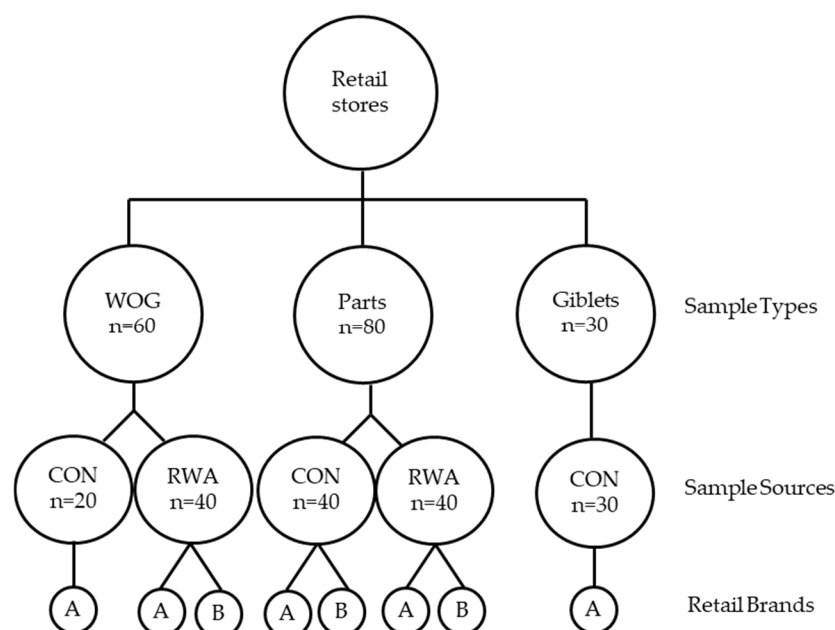 Retail
stores
WOG
n=60
Parts
n=80
Giblets
n=30
Sample Types
CON
n=20
RWA
n=40
CON
n=40
RWA
n=40
CON
n=30
Sample Sources
A
A
B
A
B
A
B
A
Retail Brands